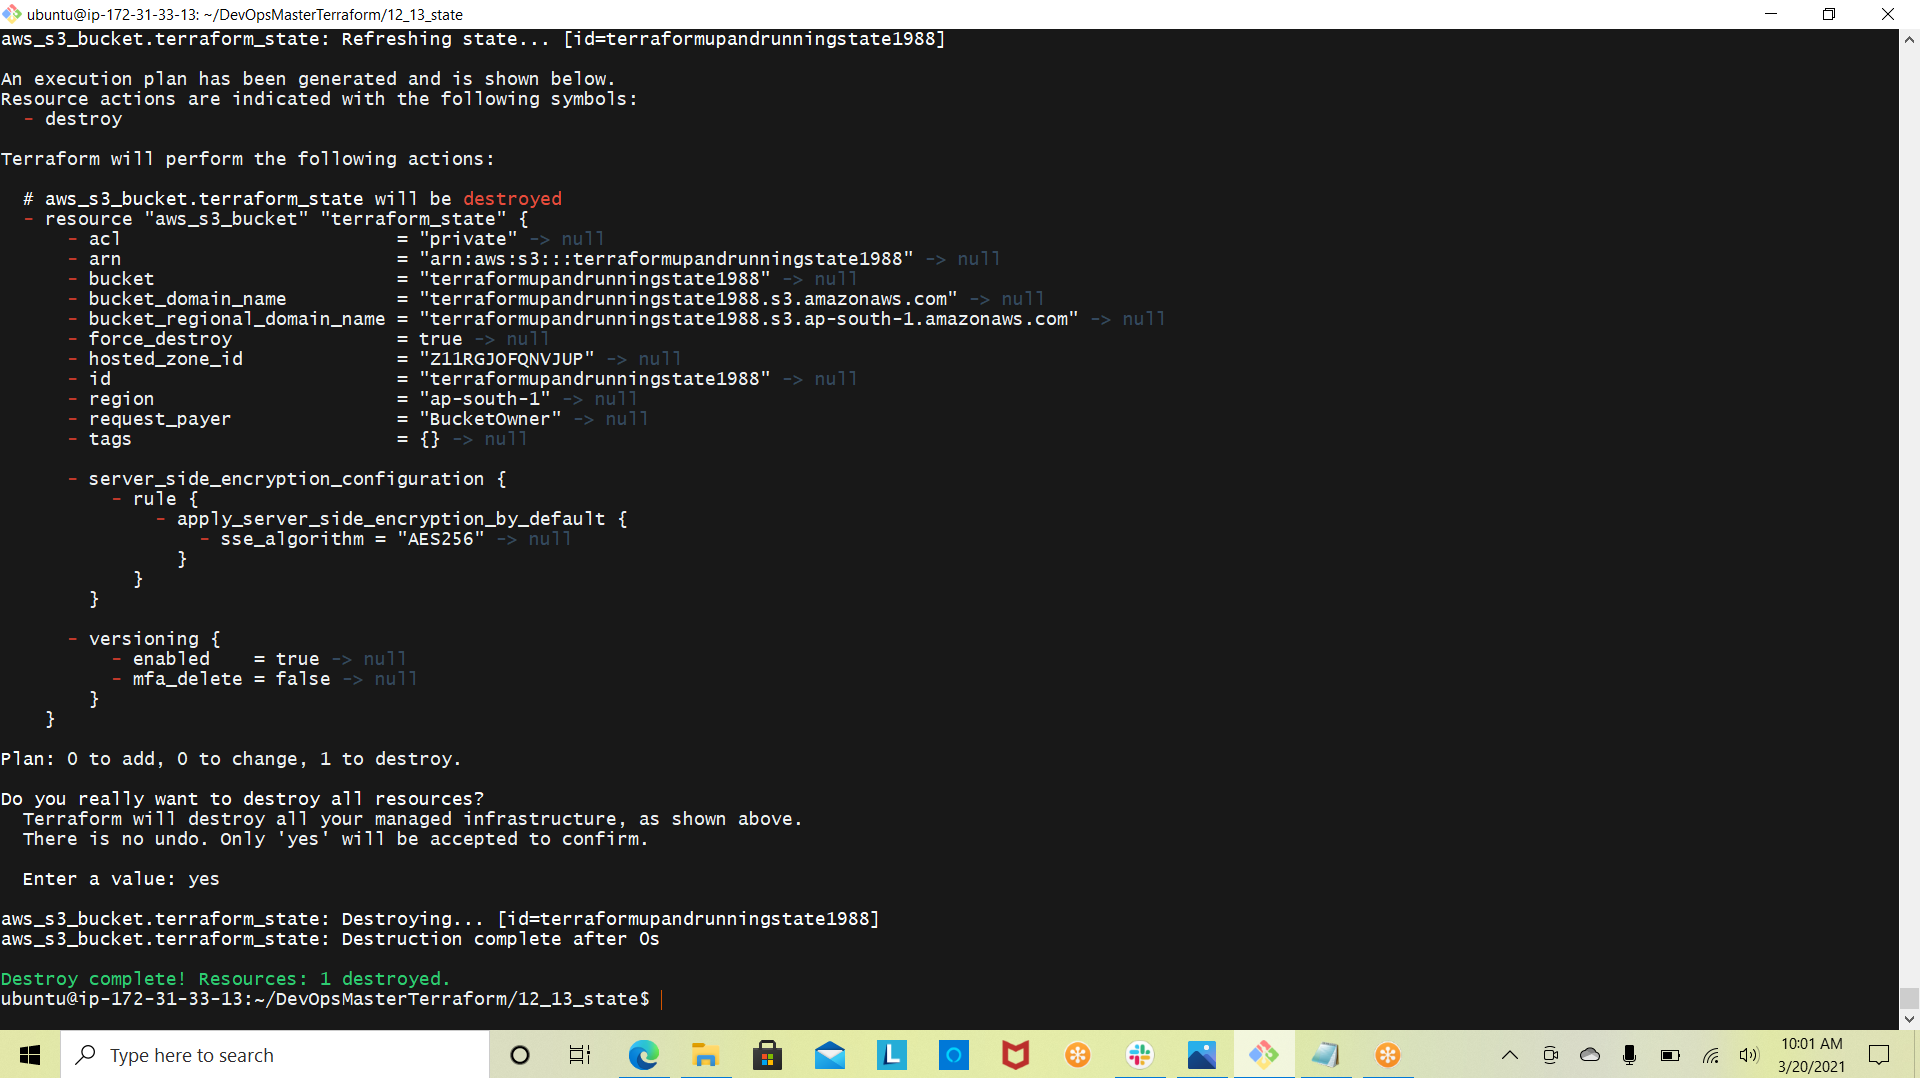 ubuntu@ip-172-31-33-13: ~/DevOpsMasterTerraform/12_13_state
aws_s3_bucket.terraform_state: Refreshing state... [id=terraformupandrunningstate1988]
An execution plan has been generated and is shown below.
Resource actions are indicated with the following symbols:
  - destroy
Terraform will perform the following actions:
  # aws_s3_bucket.terraform_state will be destroyed
  - resource "aws_s3_bucket" "terraform_state" {
      - acl                         = "private" -> null
      - arn                         = "arn:aws:s3:::terraformupandrunningstate1988" -> null
      - bucket                      = "terraformupandrunningstate1988" -> null
      - bucket_domain_name          = "terraformupandrunningstate1988.s3.amazonaws.com" -> null
      - bucket_regional_domain_name = "terraformupandrunningstate1988.s3.ap-south-1.amazonaws.com" -> null
      - force_destroy               = true -> null
      - hosted_zone_id              = "Z11RGJOFQNVJUP" -> null
      - id                          = "terraformupandrunningstate1988" -> null
      - region                      = "ap-south-1" -> null
      - request_payer               = "BucketOwner" -> null
      - tags                        = {} -> null
      - server_side_encryption_configuration {
          - rule {
              - apply_server_side_encryption_by_default {
                  - sse_algorithm = "AES256" -> null
                }
            }
        }
      - versioning {
          - enabled    = true -> null
          - mfa_delete = false -> null
        }
    }
Plan: 0 to add, 0 to change, 1 to destroy.
Do you really want to destroy all resources?
  Terraform will destroy all your managed infrastructure, as shown above.
  There is no undo. Only 'yes' will be accepted to confirm.
  Enter a value: yes
aws_s3_bucket.terraform_state: Destroying... [id=terraformupandrunningstate1988]
aws_s3_bucket.terraform_state: Destruction complete after 0s
Destroy complete! Resources: 1 destroyed.
ubuntu@ip-172-31-33-13:~/DevOpsMasterTerraform/12_13_state$
Type here to search
L
10:01 AM
3/20/2021